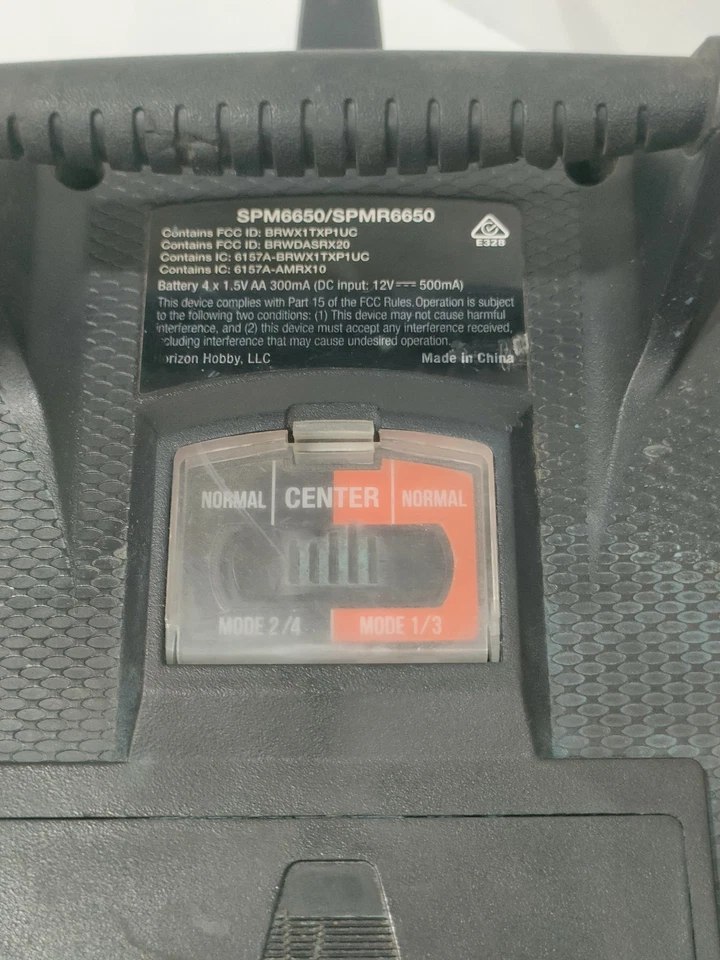 SPM6650/SPMR6650
Contains FCC ID: BRWX1TXP1UC
Contains FCC ID: BRWDASRX20
Contains IC: 6157A-BRWX1TXP1UC
Contains IC: 6157A-AMRX10
E328
Battery 4 x 1.5V AA 300mA (DC input: 12V⎓ 500mA)
This device complies with Part 15 of the FCC Rules. Operation is subject
to the following two conditions: (1) This device may not cause harmful
interference, and (2) this device must accept any interference received,
including interference that may cause undesired operation.
orizon Hobby, LLC Made in China
NORMAL CENTER NORMAL
MODE 2/4 MODE 1/3